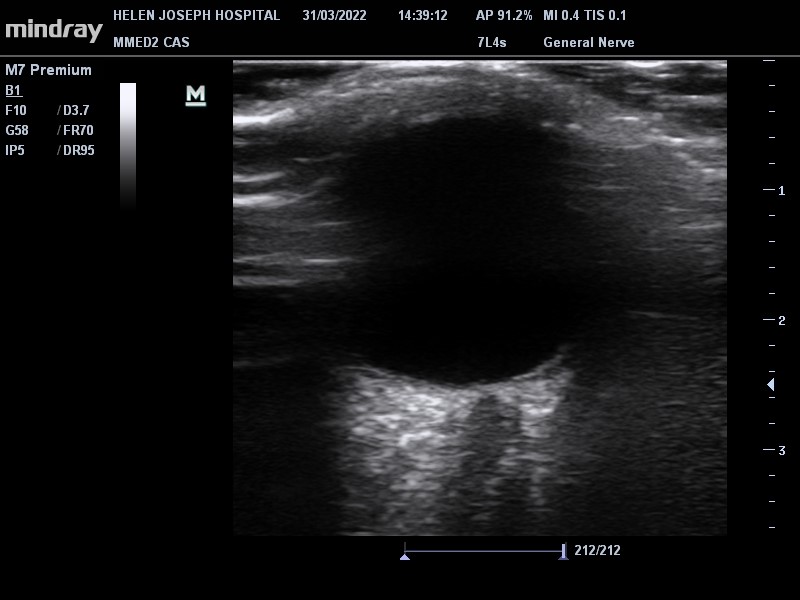 mindray
HELEN JOSEPH HOSPITAL 31/03/2022 14:39:12 AP 91.2% MI 0.4 TIS 0.1
MMED2 CAS 7L4s General Nerve
M7 Premium
B1
F10 / D3.7
G58 / FR70
IP5 / DR95
M
1
2
3
212/212